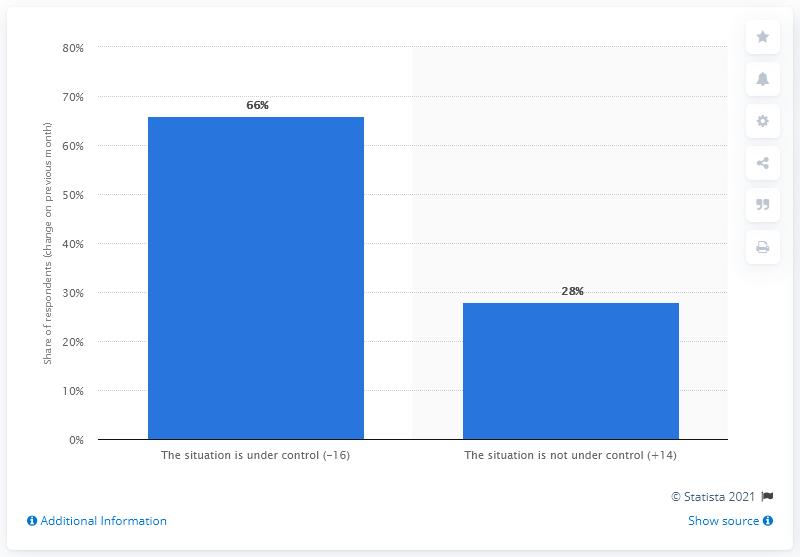 80%
70%
60%
50%
40%
30%
20%
10%
0%
Share of respondents (change on previous month)
66%
28%
The situation is under control (-16)
The situation is not under control (+14)
© Statista 2021
Additional Information
Show source